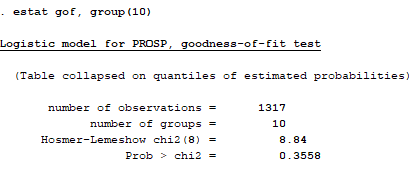 . estat gof, group(10)
Logistic model for PROSP, goodness-of-fit test
(Table collapsed on quantiles of estimated probabilities)
number of observations = 1317
number of groups = 10
Hosmer-Lemeshow chi2(8) = 8.84
Prob > chi2 = 0.3558